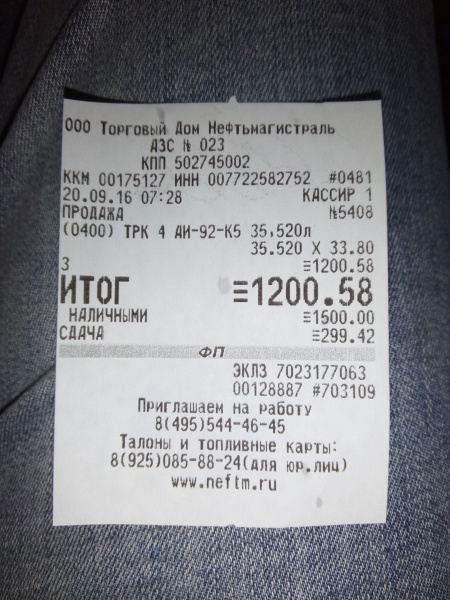 ООО Торговый Дом Нефтьмагистраль
АЗС № 023
КПП 502745002
ККМ 00175127 ИНН 007722582752 #0481
20.09.16 07:28 КАССИР 1
ПРОДАЖА №5408
(0400) ТРК 4 АИ-92-К5 35,520л
35.520 X 33.80
3 ≡1200.58
ИТОГ ≡1200.58
НАЛИЧНЫМИ ≡1500.00
СДАЧА ≡299.42
ФП
ЭКЛЗ 7023177063
00128887 #703109
Приглашаем на работу
8(495)544-46-45
Талоны и топливные карты:
8(925)085-88-24(для юр.лиц)
www.neftm.ru